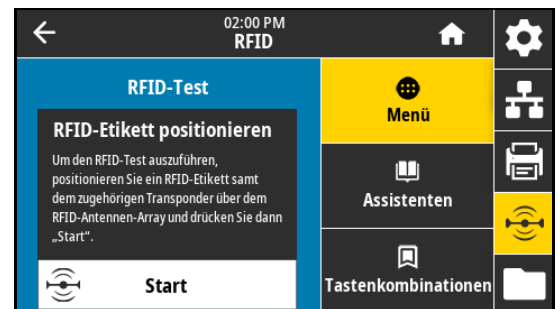 02:00 PM
RFID
RFID-Test
RFID-Etikett positionieren
Um den RFID-Test auszuführen,
positionieren Sie ein RFID-Etikett samt
dem zugehörigen Transponder über dem
RFID-Antennen-Array und drücken Sie dann
„Start“.
Start
Menü
Assistenten
Tastenkombinationen